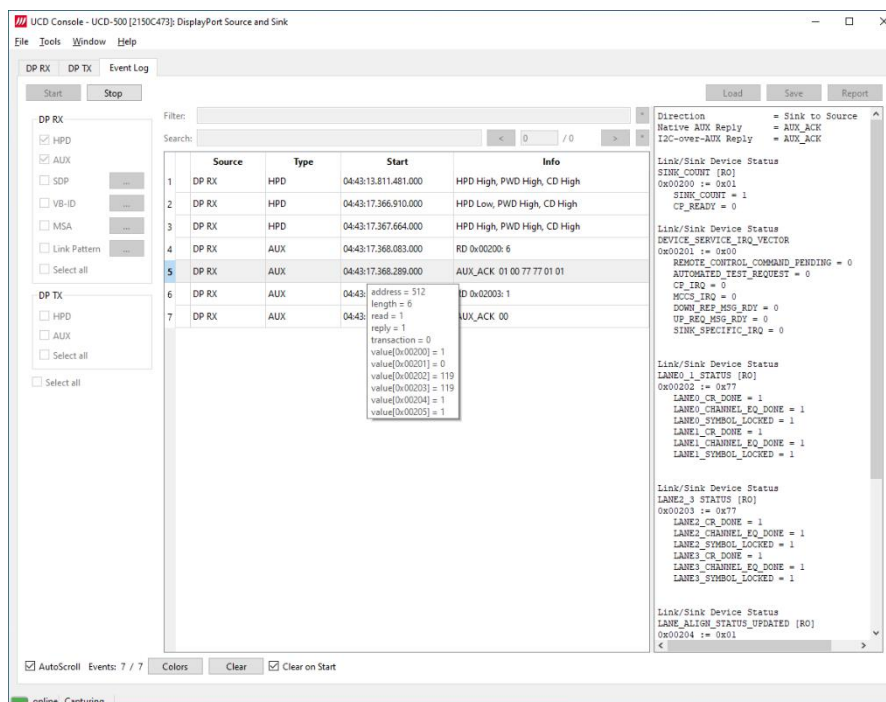 UCD Console - UCD-500 [2150C473]: DisplayPort Source and Sink
File Tools Window Help
DP RX DP TX Event Log
Start Stop Load Save Report
DP RX
HPD
AUX
SDP ...
VB-ID ...
MSA ...
Link Pattern ...
Select all
DP TX
HPD
AUX
Select all
Select all
Filter: *
Search: < 0 / 0 > *
Source Type Start Info
1 DP RX HPD 04:43:13.811.481.000 HPD High, PWD High, CD High
2 DP RX HPD 04:43:17.366.910.000 HPD Low, PWD High, CD High
3 DP RX HPD 04:43:17.367.664.000 HPD High, PWD High, CD High
4 DP RX AUX 04:43:17.368.083.000 RD 0x00200: 6
5 DP RX AUX 04:43:17.368.289.000 AUX_ACK 01 00 77 77 01 01
6 DP RX AUX 04:43: RD 0x02003: 1
7 DP RX AUX 04:43: AUX_ACK 00
address = 512
length = 6
read = 1
reply = 1
transaction = 0
value[0x00200] = 1
value[0x00201] = 0
value[0x00202] = 119
value[0x00203] = 119
value[0x00204] = 1
value[0x00205] = 1
Direction = Sink to Source
Native AUX Reply = AUX_ACK
I2C-over-AUX Reply = AUX_ACK
Link/Sink Device Status
SINK_COUNT [RO]
0x00200 := 0x01
SINK_COUNT = 1
CP_READY = 0
Link/Sink Device Status
DEVICE_SERVICE_IRQ_VECTOR
0x00201 := 0x00
REMOTE_CONTROL_COMMAND_PENDING = 0
AUTOMATED_TEST_REQUEST = 0
CP_IRQ = 0
MCCS_IRQ = 0
DOWN_REP_MSG_RDY = 0
UP_REQ_MSG_RDY = 0
SINK_SPECIFIC_IRQ = 0
Link/Sink Device Status
LANE0_1_STATUS [RO]
0x00202 := 0x77
LANE0_CR_DONE = 1
LANE0_CHANNEL_EQ_DONE = 1
LANE0_SYMBOL_LOCKED = 1
LANE1_CR_DONE = 1
LANE1_CHANNEL_EQ_DONE = 1
LANE1_SYMBOL_LOCKED = 1
Link/Sink Device Status
LANE2_3 STATUS [RO]
0x00203 := 0x77
LANE2_CR_DONE = 1
LANE2_CHANNEL_EQ_DONE = 1
LANE2_SYMBOL_LOCKED = 1
LANE3_CR_DONE = 1
LANE3_CHANNEL_EQ_DONE = 1
LANE3_SYMBOL_LOCKED = 1
Link/Sink Device Status
LANE_ALIGN_STATUS_UPDATED [RO]
0x00204 := 0x01
AutoScroll Events: 7 / 7 Colors Clear Clear on Start
online Capturing